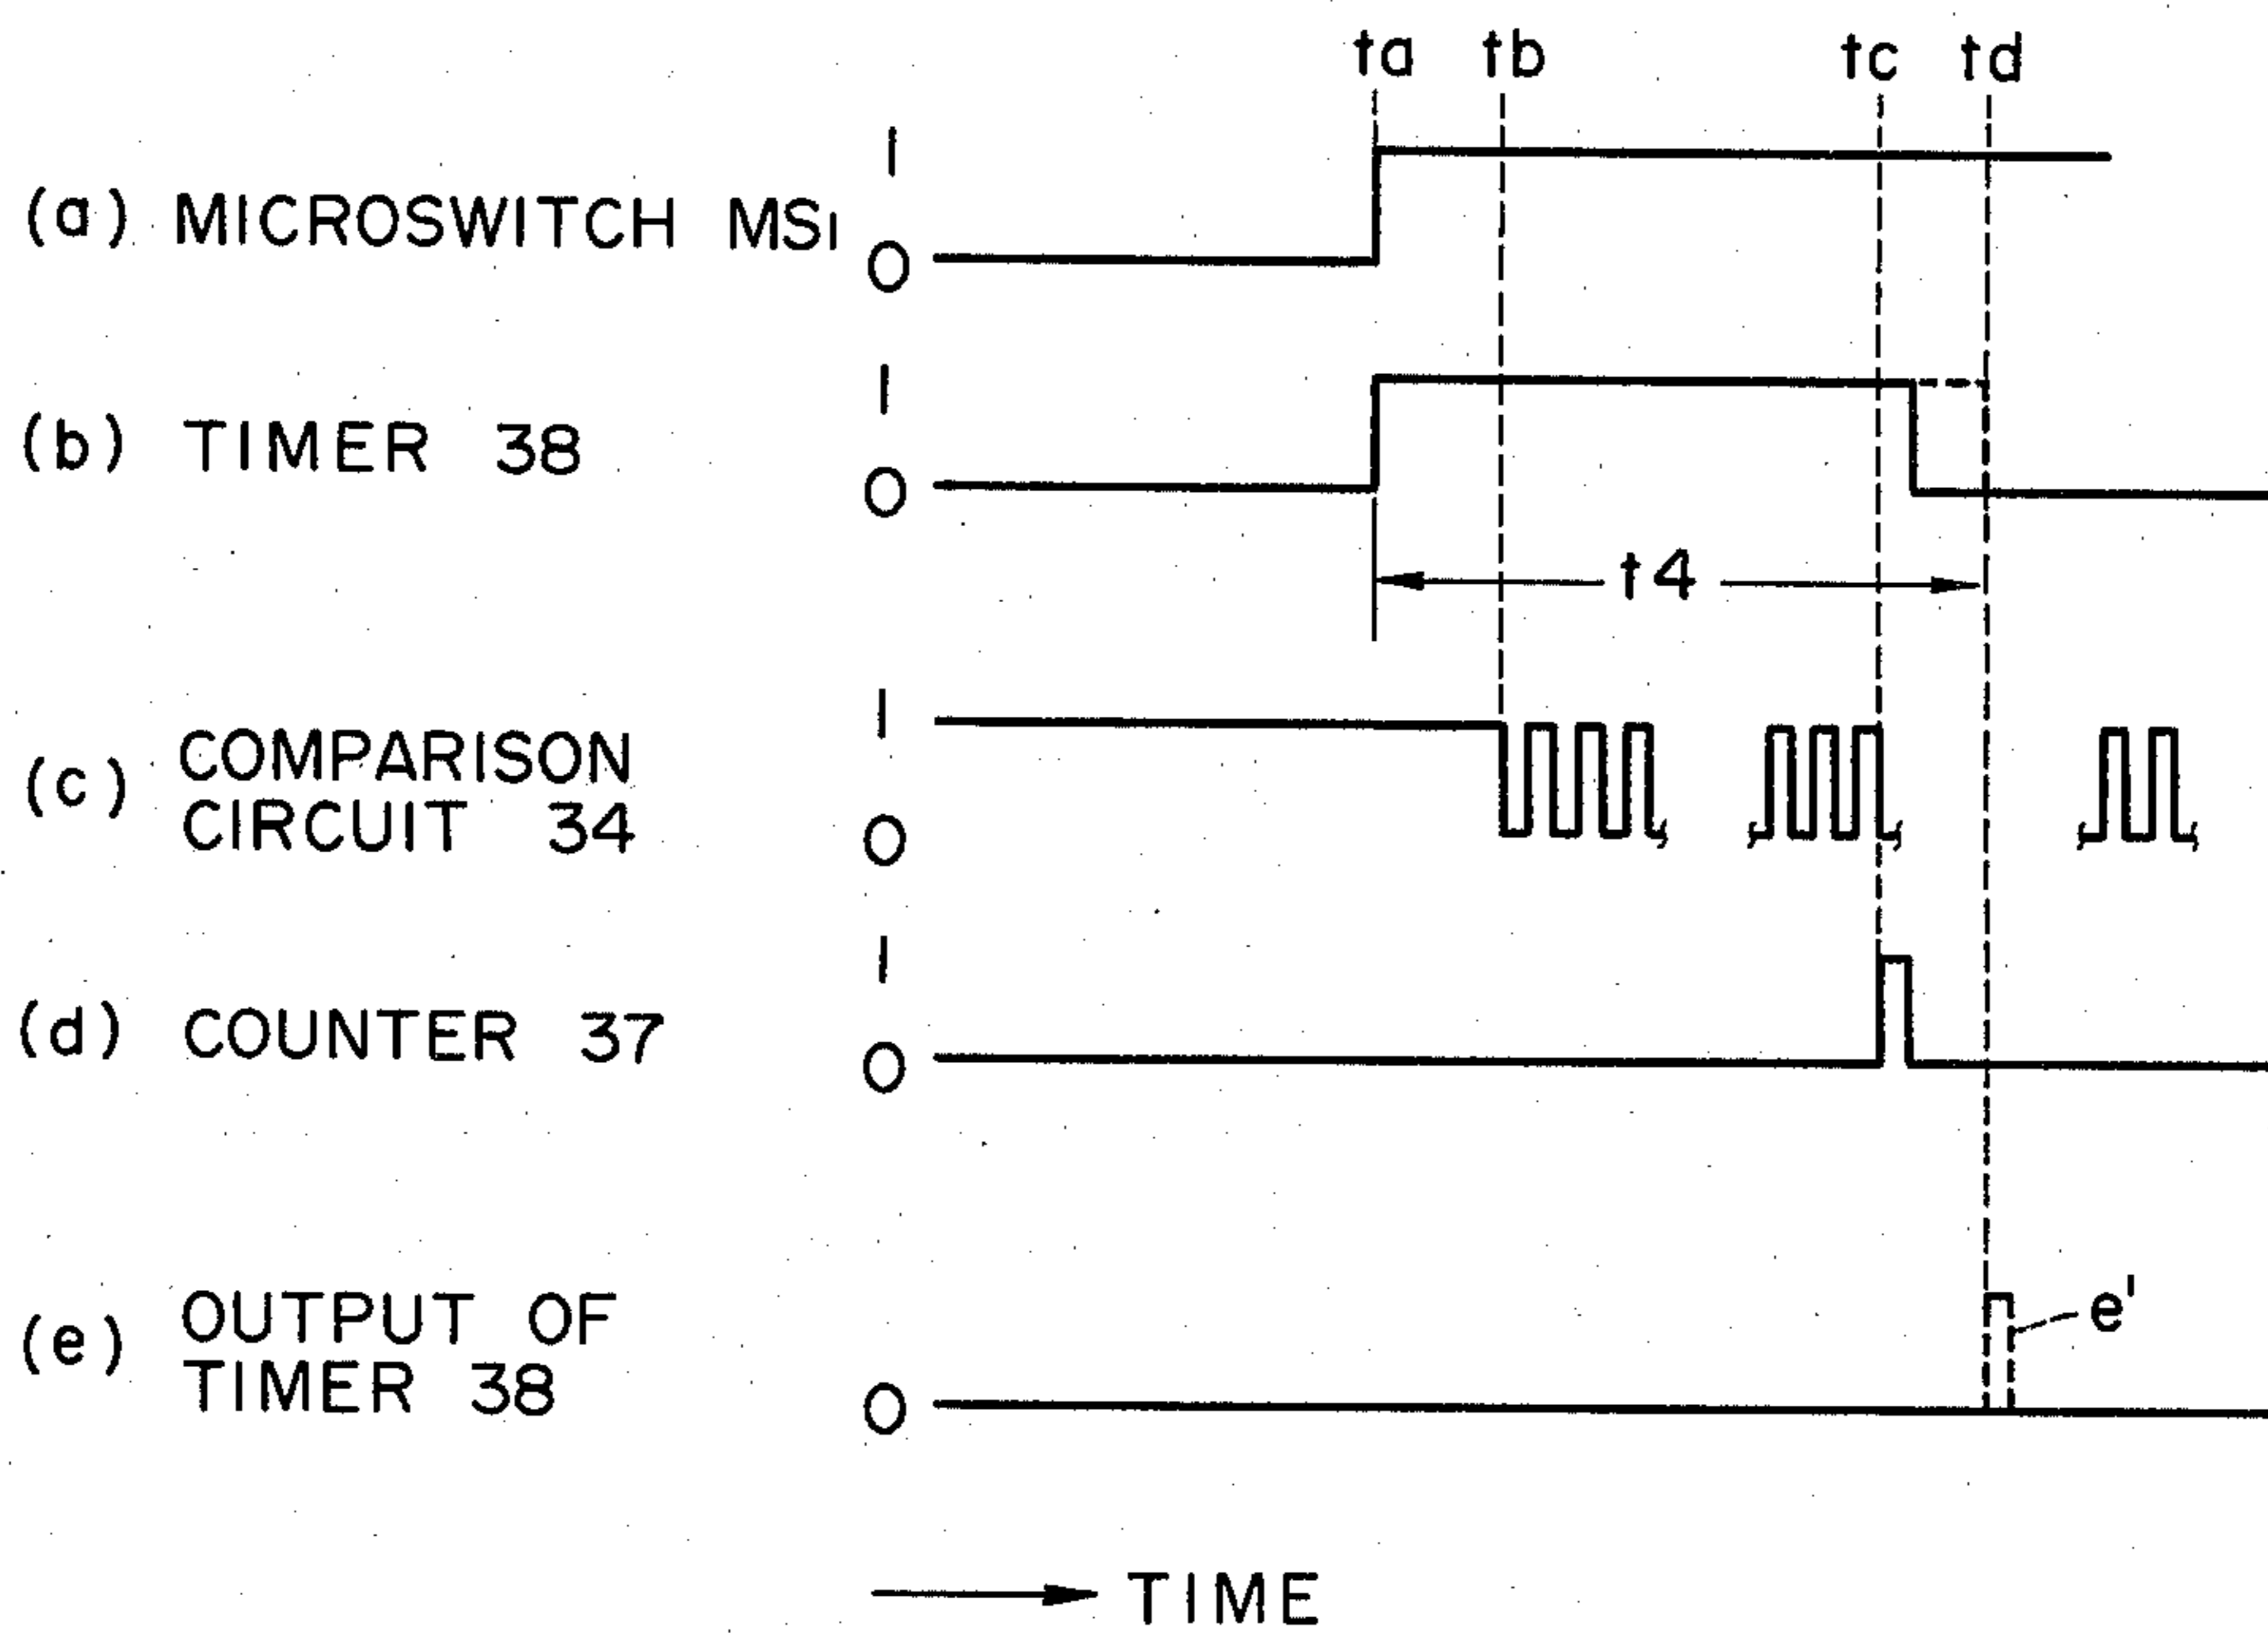 ta tb tc td
1
(a) MICROSWITCH MS1
0
1
(b) TIMER 38
0
t4
1
(c) COMPARISON
CIRCUIT 34
0
1
(d) COUNTER 37
0
(e) OUTPUT OF
TIMER 38
e'
0
TIME